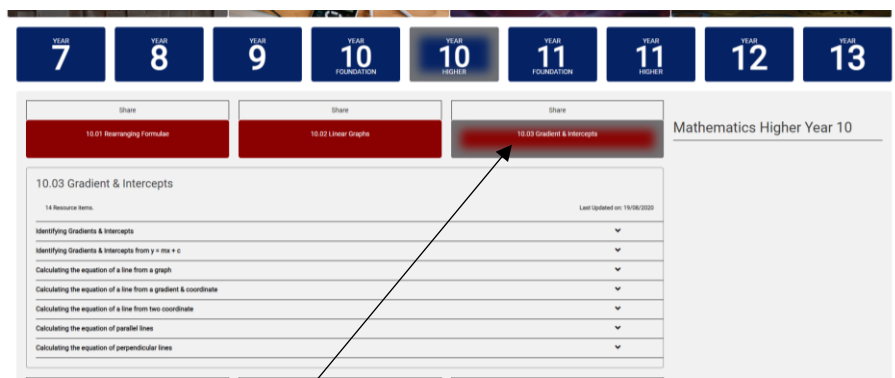 YEAR
7
YEAR
8
YEAR
9
YEAR
10
FOUNDATION
YEAR
10
HIGHER
YEAR
11
FOUNDATION
YEAR
11
HIGHER
YEAR
12
YEAR
13
Share
Share
Share
10.01 Rearranging Formulae
10.02 Linear Graphs
10.03 Gradient & Intercepts
Mathematics Higher Year 10
10.03 Gradient & Intercepts
14 Resource items.
Last Updated on: 19/08/2020
Identifying Gradients & Intercepts
Identifying Gradients & Intercepts from y = mx + c
Calculating the equation of a line from a graph
Calculating the equation of a line from a gradient & coordinate
Calculating the equation of a line from two coordinate
Calculating the equation of parallel lines
Calculating the equation of perpendicular lines